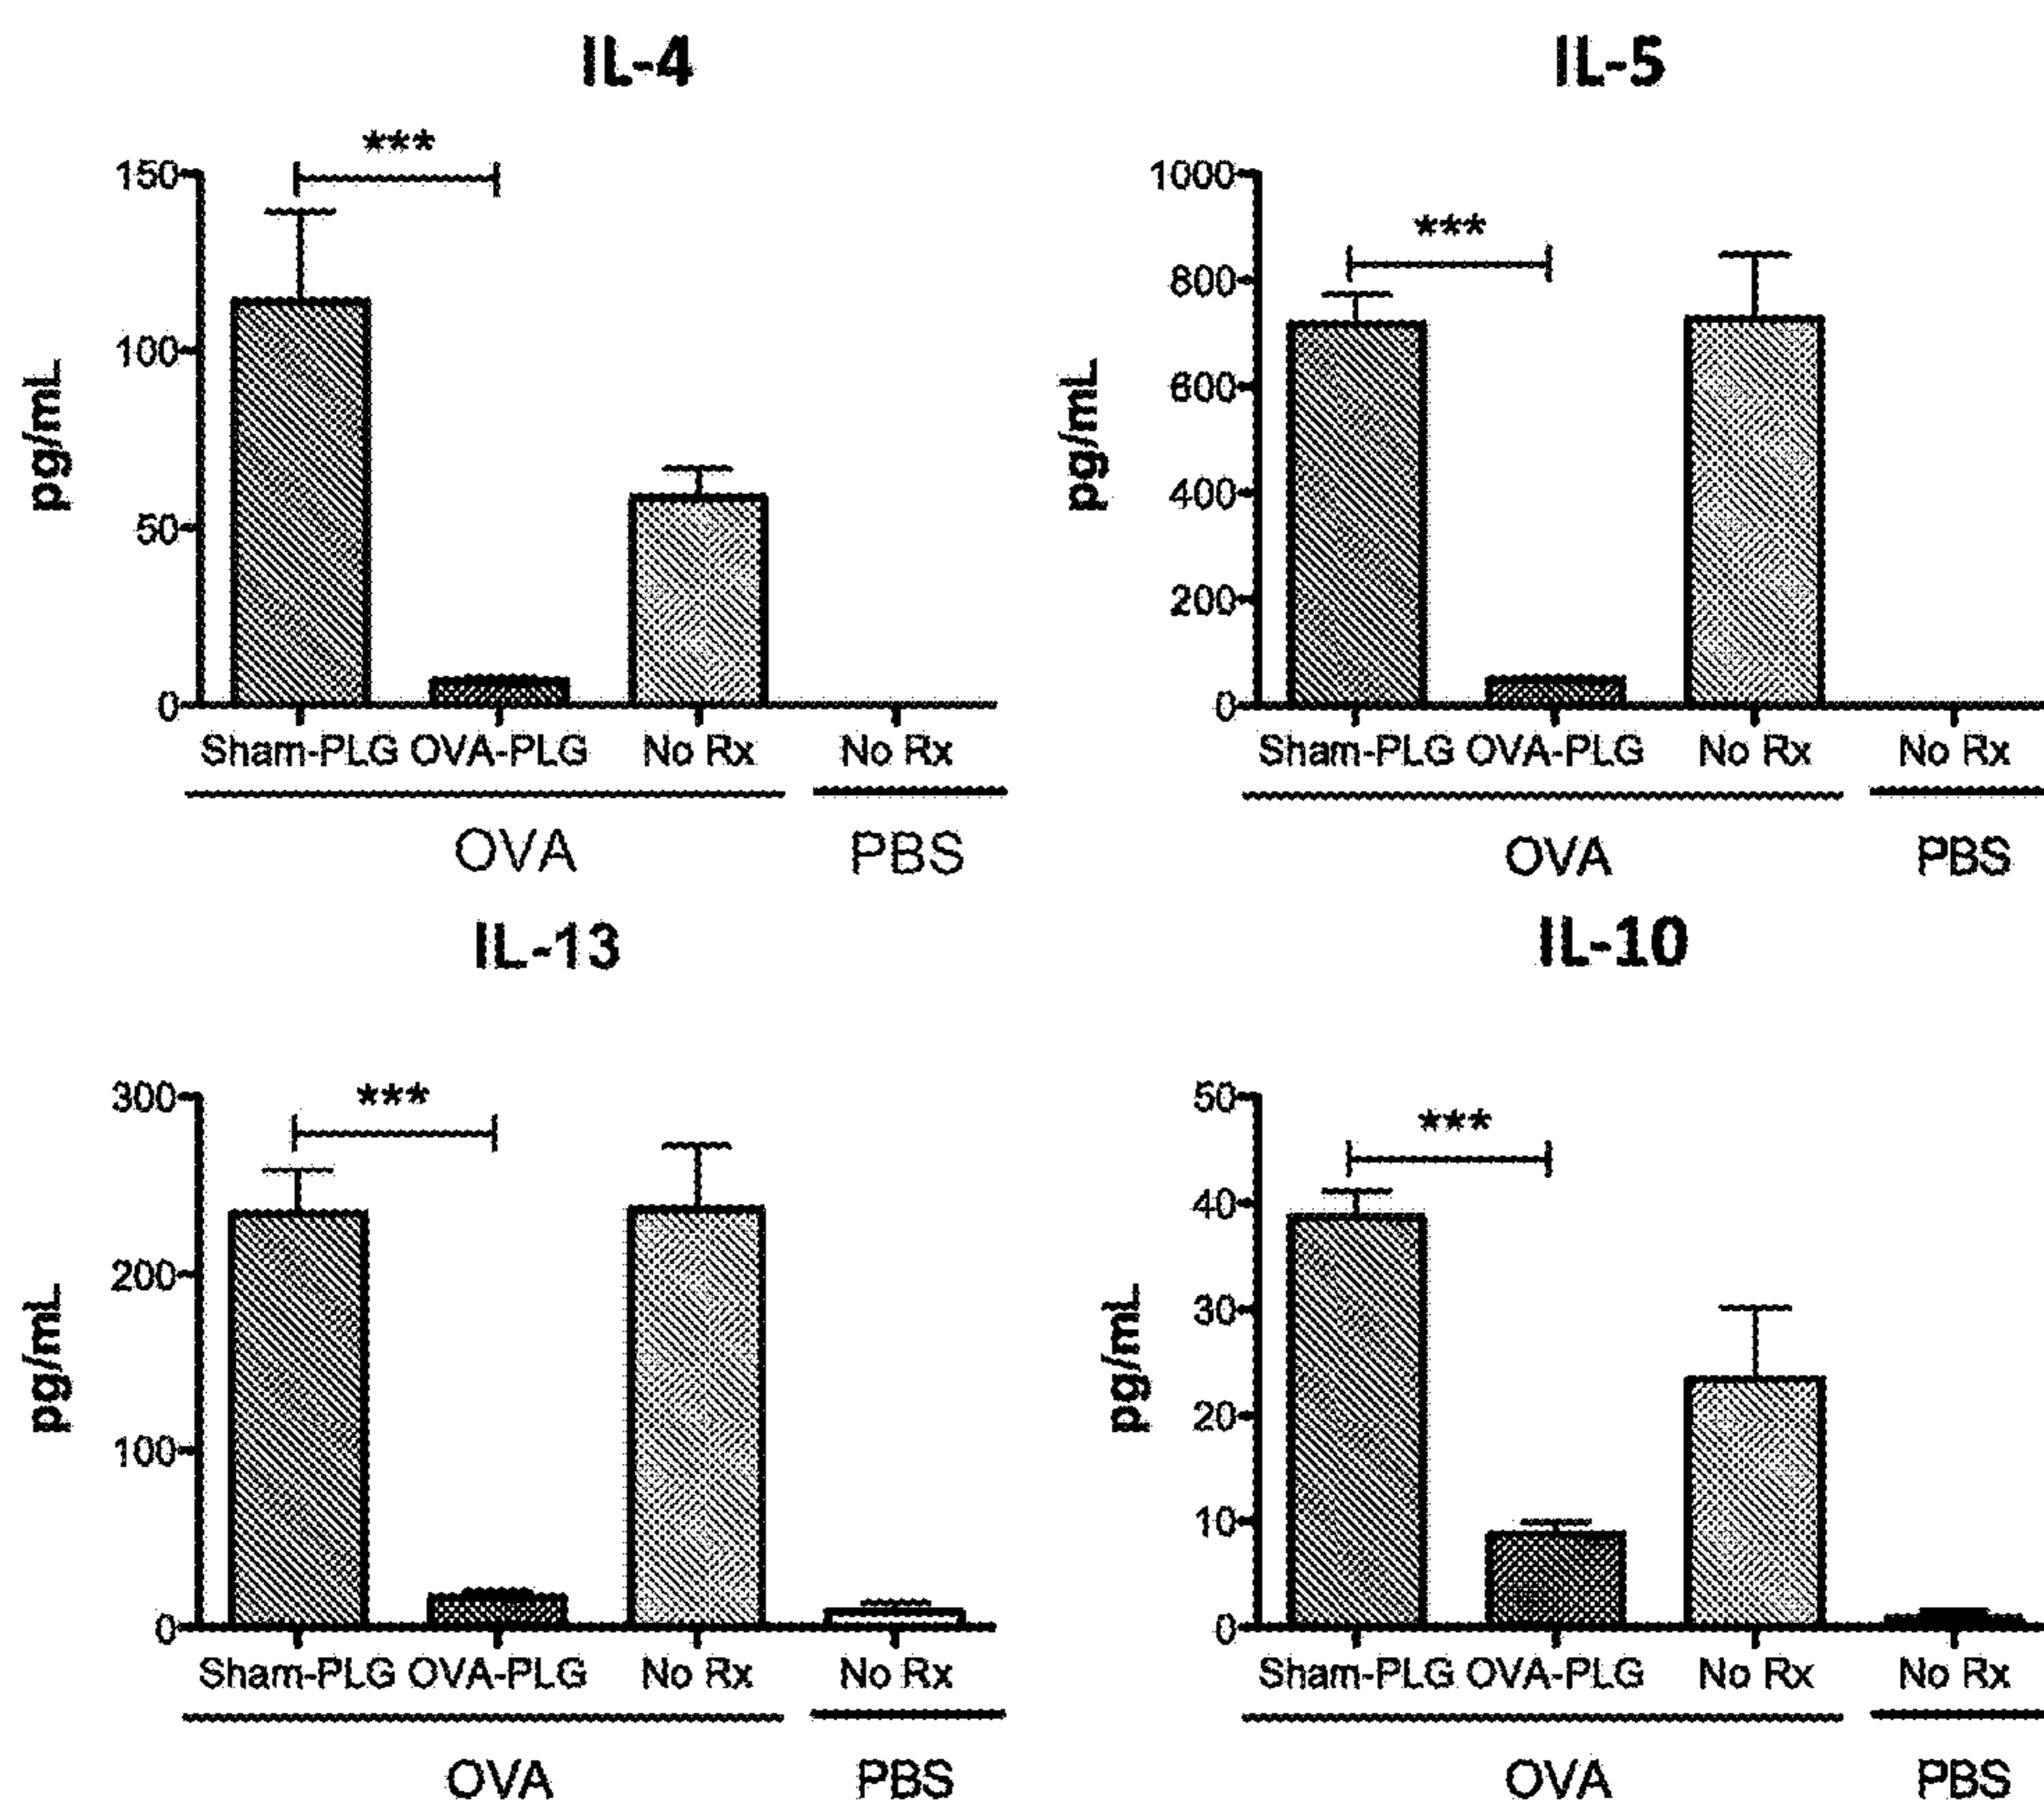 IL-4
***
150
100
50
0
pg/mL
Sham-PLG OVA-PLG No Rx No Rx
OVA PBS
IL-5
***
1000
800
600
400
200
0
pg/mL
Sham-PLG OVA-PLG No Rx No Rx
OVA PBS
IL-13
***
300
200
100
0
pg/mL
Sham-PLG OVA-PLG No Rx No Rx
OVA PBS
IL-10
***
50
40
30
20
10
0
pg/mL
Sham-PLG OVA-PLG No Rx No Rx
OVA PBS